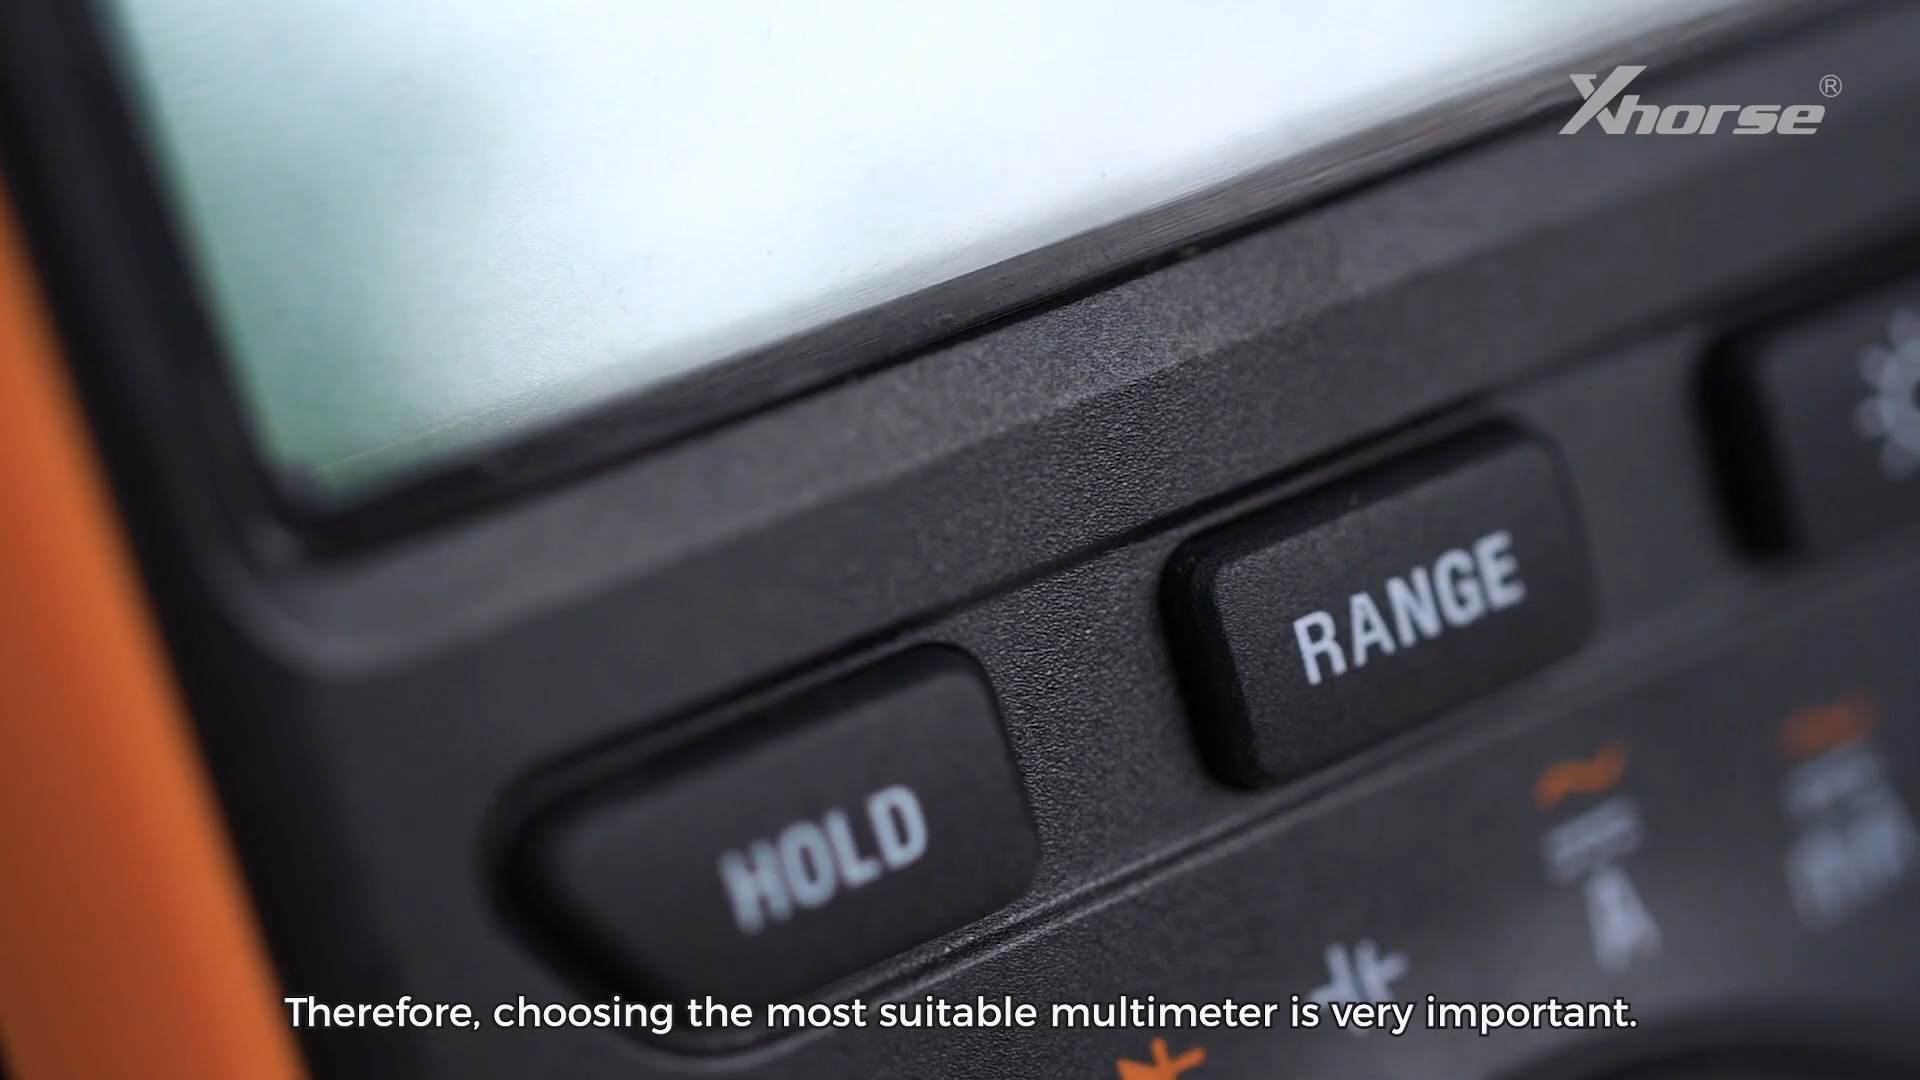 Xhorse®
RANGE
HOLD
A
Therefore, choosing the most suitable multimeter is very important.